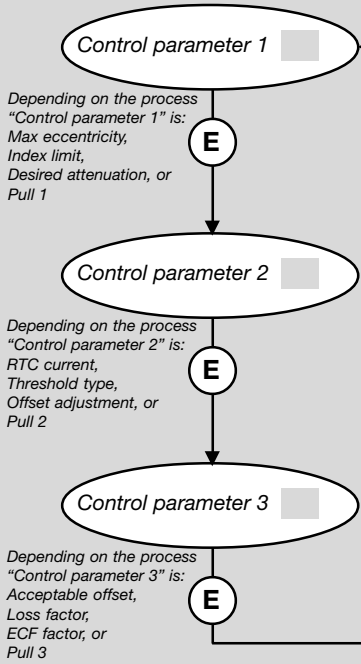 Control parameter 1
Depending on the process
“Control parameter 1” is:
Max eccentricity,
Index limit,
Desired attenuation, or
Pull 1
E
Control parameter 2
Depending on the process
“Control parameter 2” is:
RTC current,
Threshold type,
Offset adjustment, or
Pull 2
E
Control parameter 3
Depending on the process
“Control parameter 3” is:
Acceptable offset,
Loss factor,
ECF factor, or
Pull 3
E